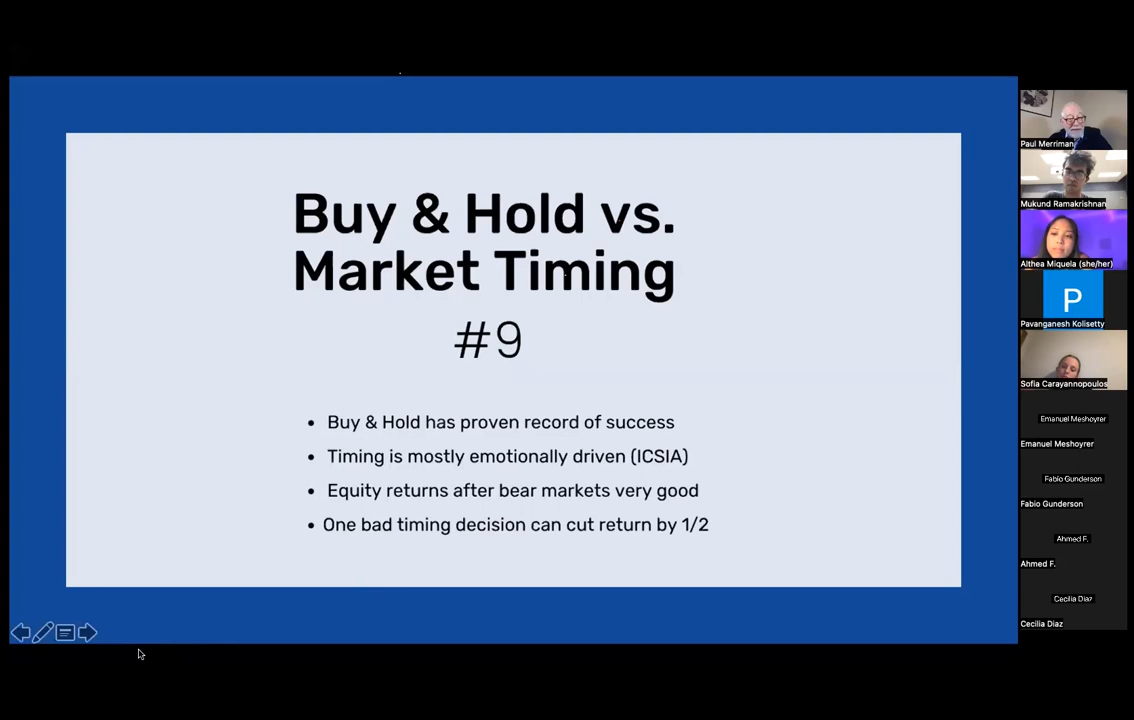 Buy & Hold vs.
Market Timing
#9
• Buy & Hold has proven record of success
• Timing is mostly emotionally driven (ICSIA)
• Equity returns after bear markets very good
• One bad timing decision can cut return by 1/2
Paul Merriman
Mukund Ramakrishnan
Althea Miquela (she/her)
P
Pavanganesh Kolisetty
Sofia Carayannopoulos
Emanuel Meshoyrer
Emanuel Meshoyrer
Fabio Gunderson
Fabio Gunderson
Ahmed F.
Ahmed F.
Cecilia Diaz
Cecilia Diaz